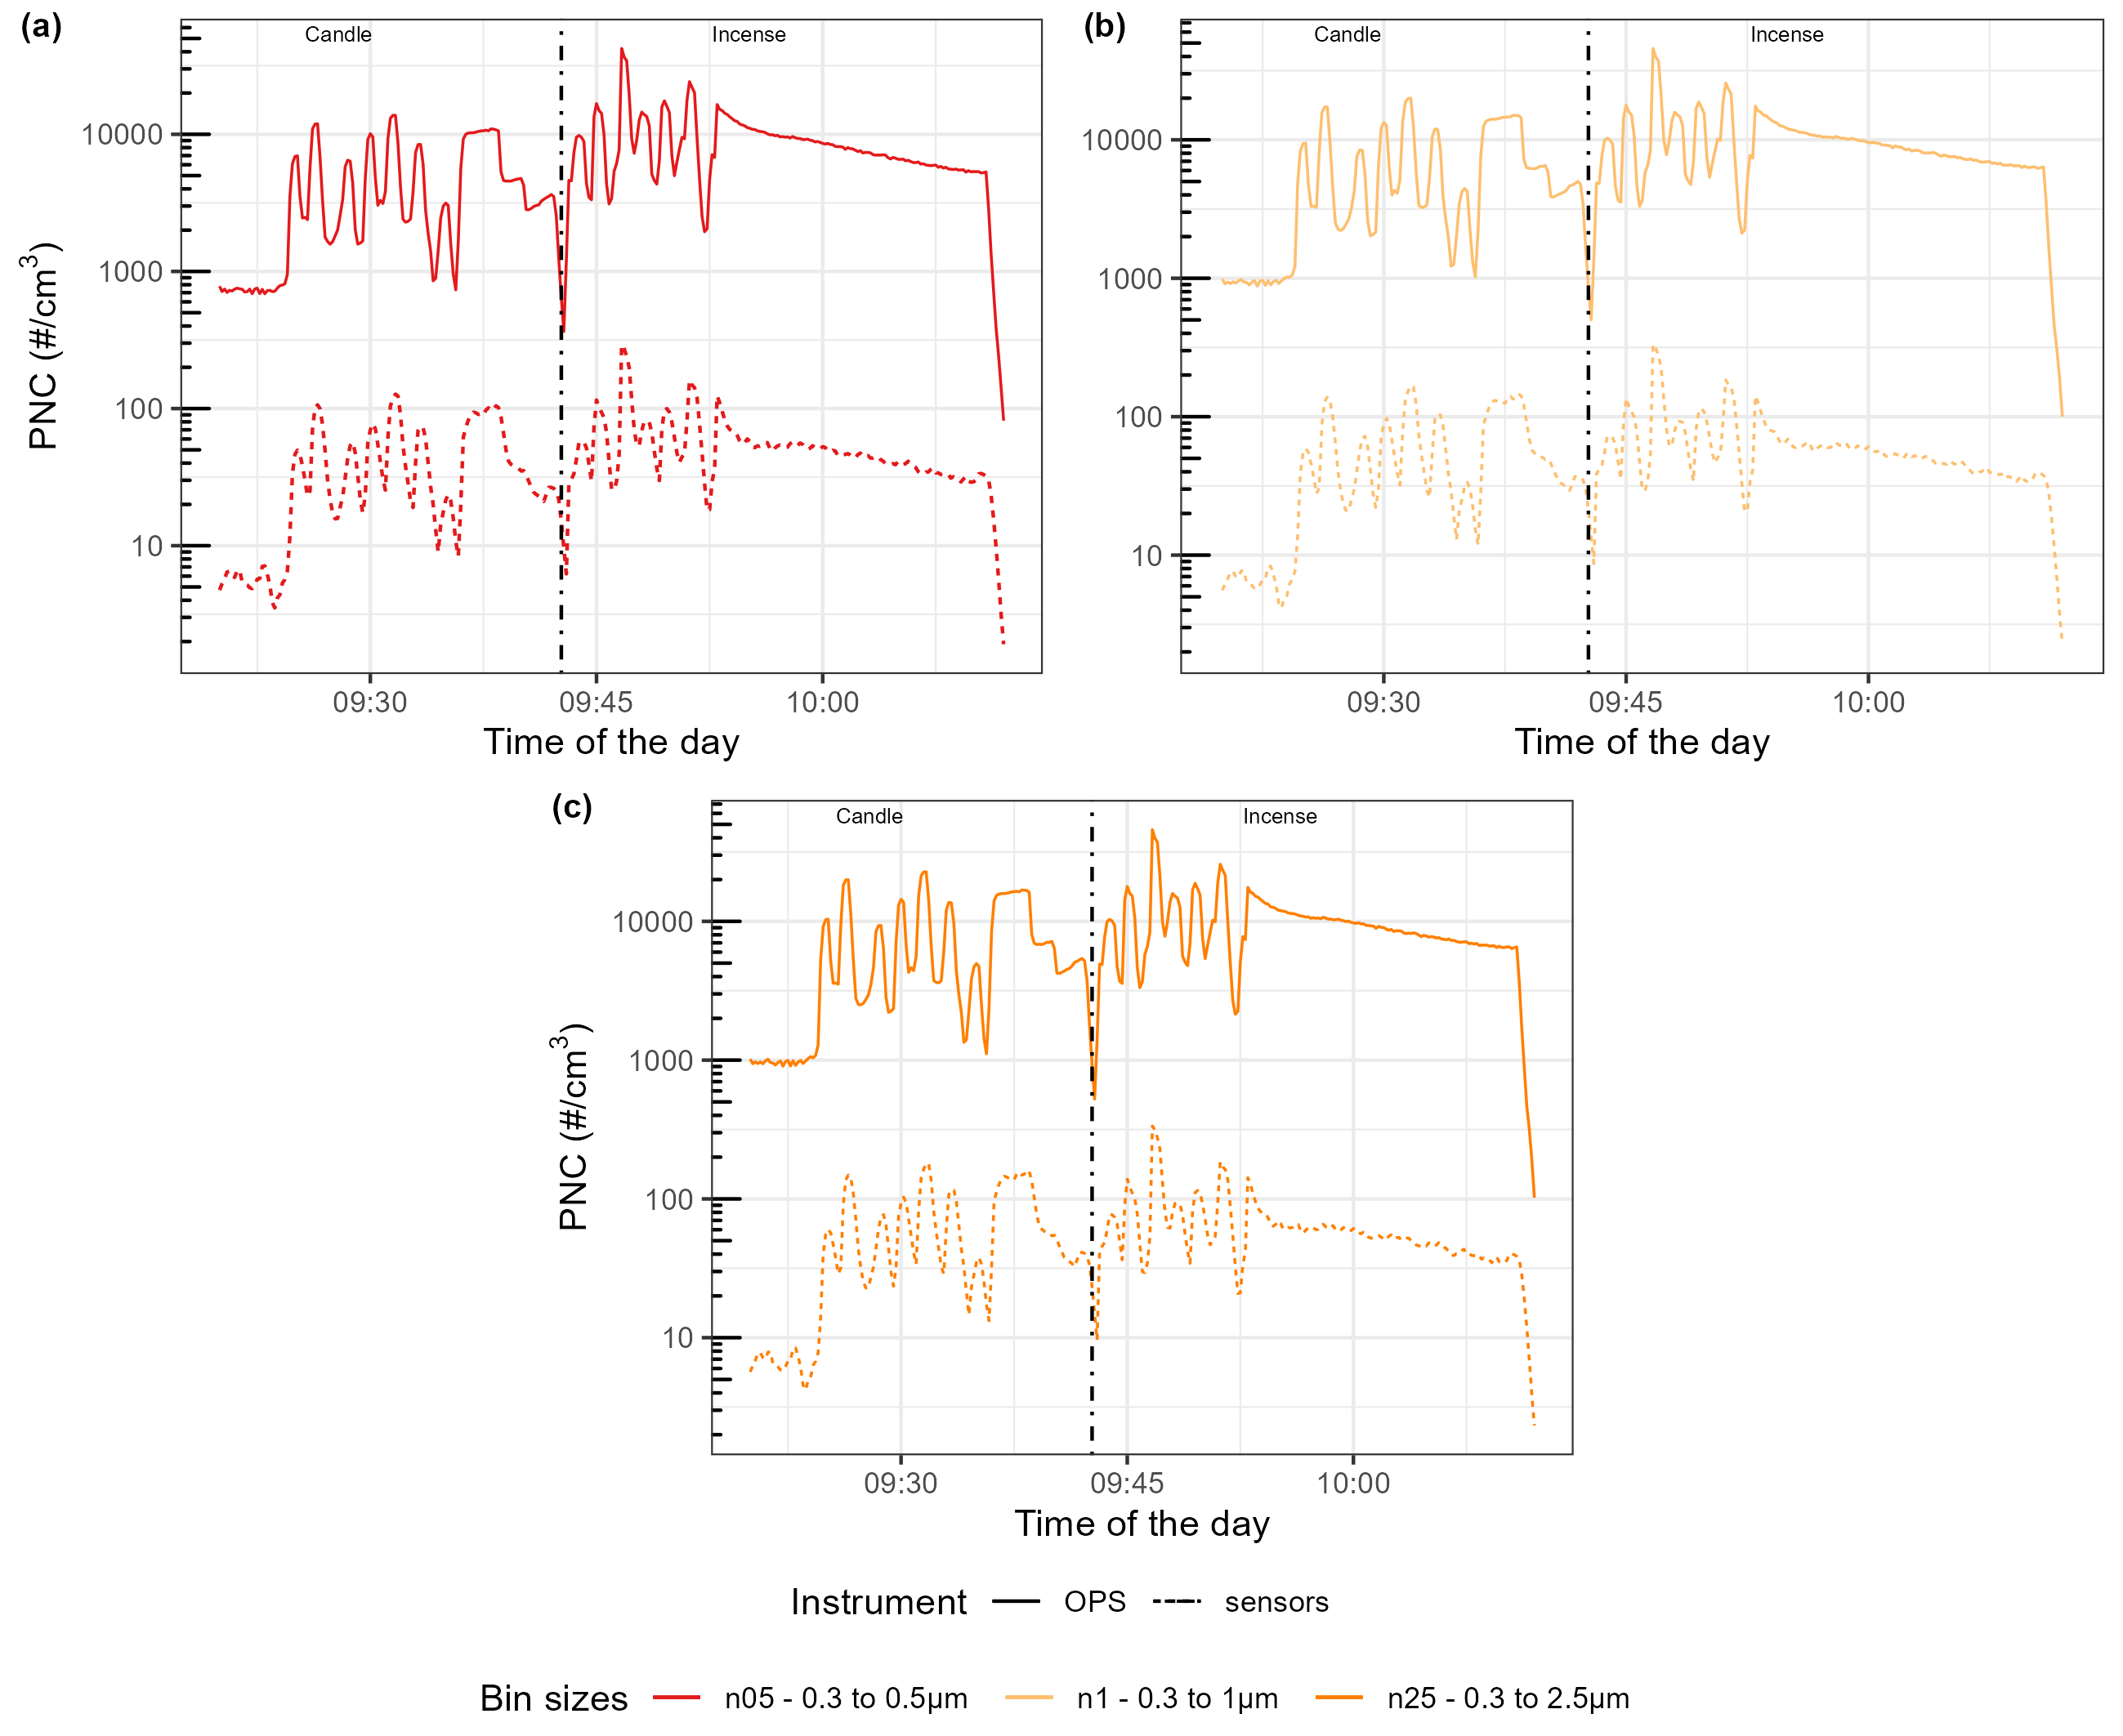 (a)
Candle
Incense
PNC (#/cm³)
10000
1000
100
10
09:30 09:45 10:00
Time of the day
(b)
Candle
Incense
10000
1000
100
10
09:30 09:45 10:00
Time of the day
(c)
Candle
Incense
PNC (#/cm³)
10000
1000
100
10
09:30 09:45 10:00
Time of the day
Instrument OPS sensors
Bin sizes n05 - 0.3 to 0.5µm n1 - 0.3 to 1µm n25 - 0.3 to 2.5µm